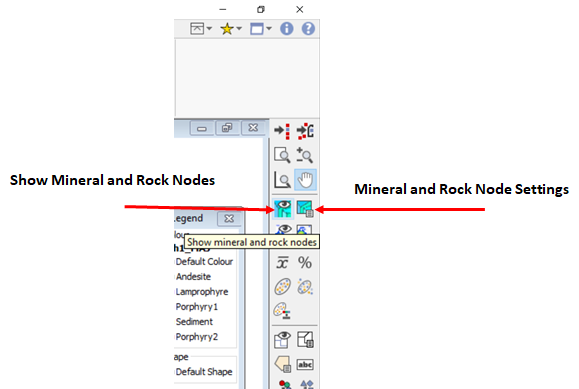 Show Mineral and Rock Nodes
Mineral and Rock Node Settings
Legend
Show mineral and rock nodes
Default Colour
Andesite
Lamprophyre
Porphyry1
Sediment
Porphyry2
Default Shape
x %
abc